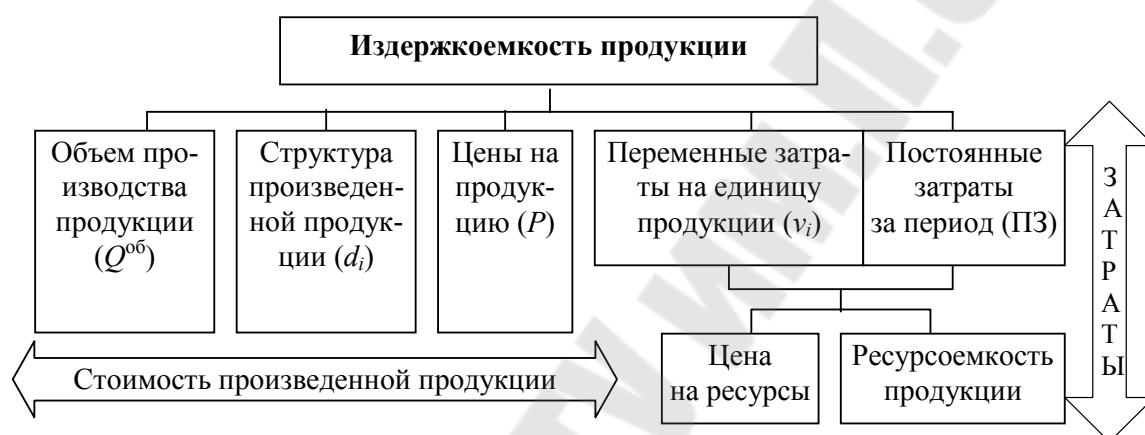 Издержкоемкость продукции
Объем про-
изводства
продукции
(Qоб)
Структура
произведен-
ной продук-
ции (di)
Цены на
продук-
цию (P)
Переменные затра-
ты на единицу
продукции (vi)
Постоянные
затраты
за период (ПЗ)
З
А
Т
Р
А
Т
Ы
Цена
на ресурсы
Ресурсоемкость
продукции
Стоимость произведенной продукции